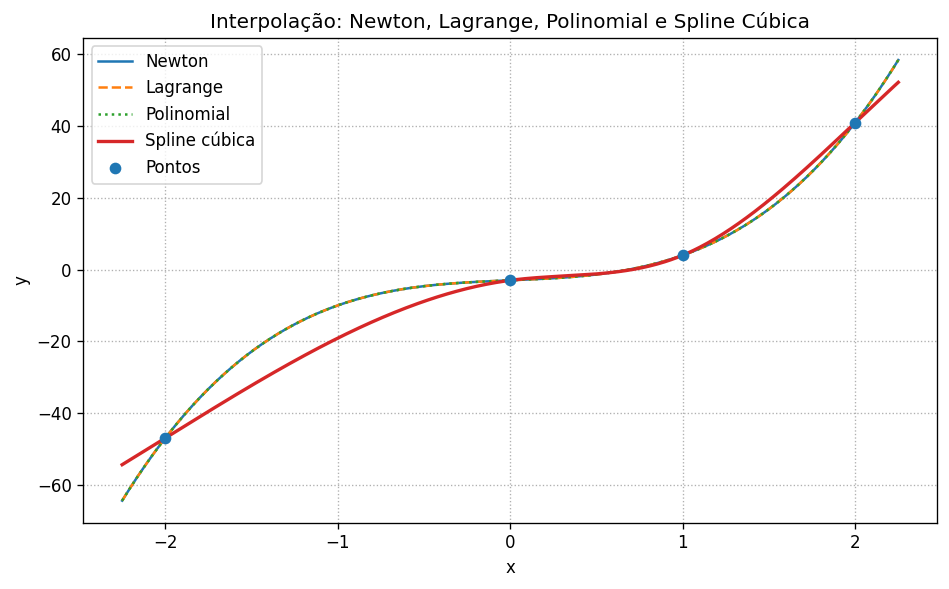 Interpolação: Newton, Lagrange, Polinomial e Spline Cúbica
Newton
Lagrange
Polinomial
Spline cúbica
Pontos
60
40
20
0
−20
−40
−60
y
−2
−1
0
1
2
x